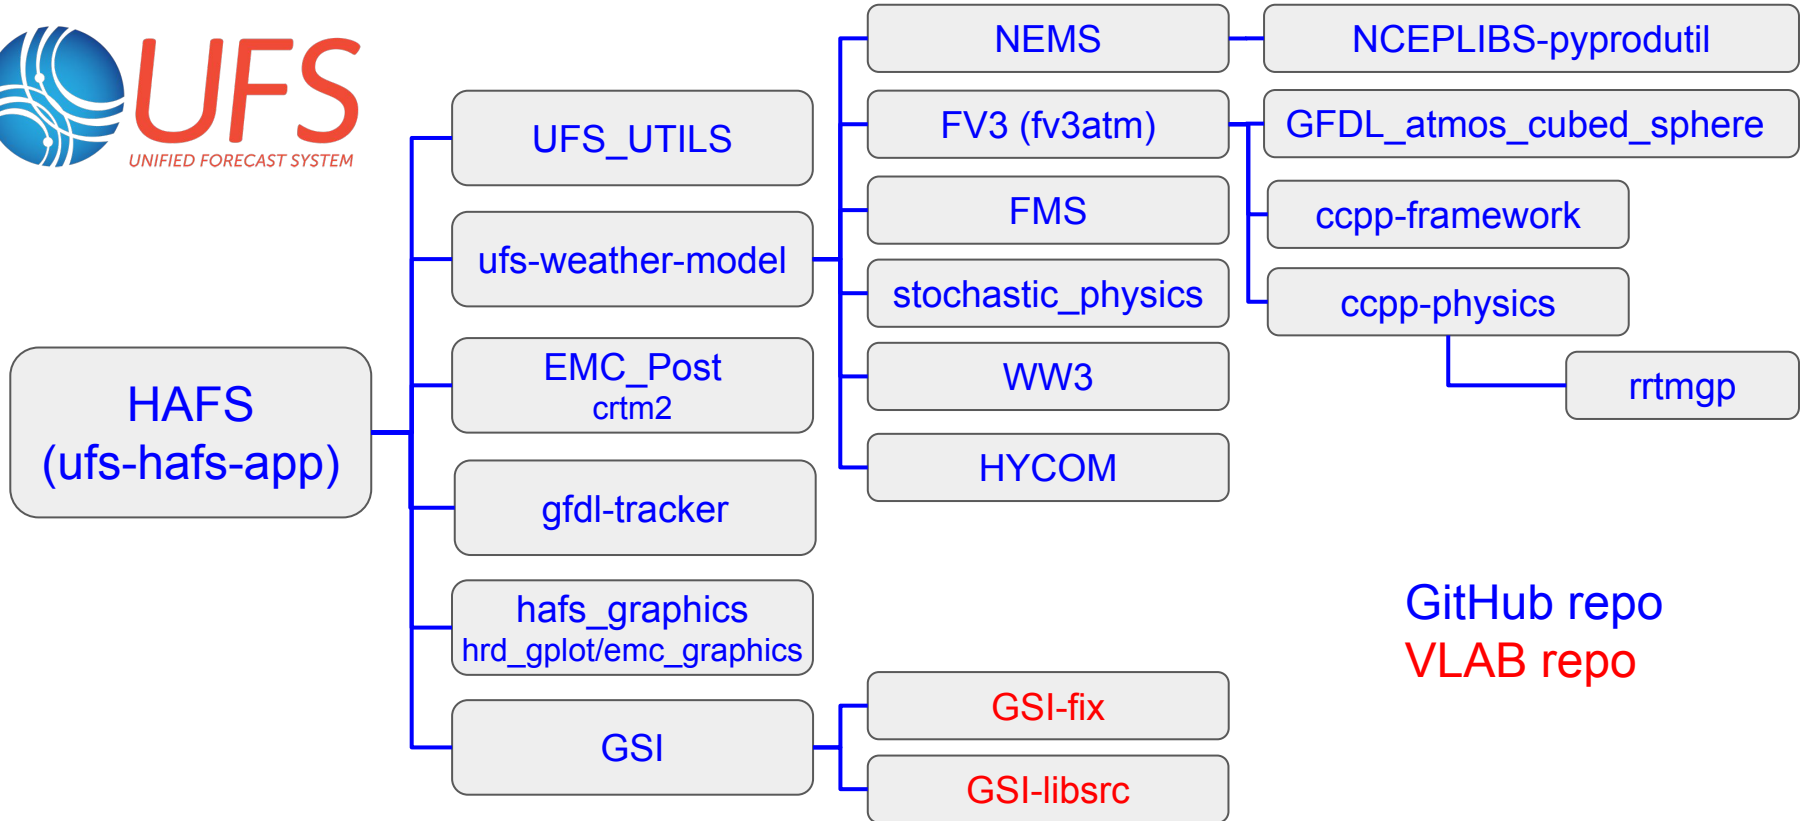 UFS
UNIFIED FORECAST SYSTEM
HAFS
(ufs-hafs-app)
UFS_UTILS
ufs-weather-model
EMC_Post
crtm2
gfdl-tracker
hafs_graphics
hrd_gplot/emc_graphics
GSI
NEMS
FV3 (fv3atm)
FMS
stochastic_physics
WW3
HYCOM
GSI-fix
GSI-libsrc
NCEPLIBS-pyprodutil
GFDL_atmos_cubed_sphere
ccpp-framework
ccpp-physics
rrtmgp
GitHub repo
VLAB repo